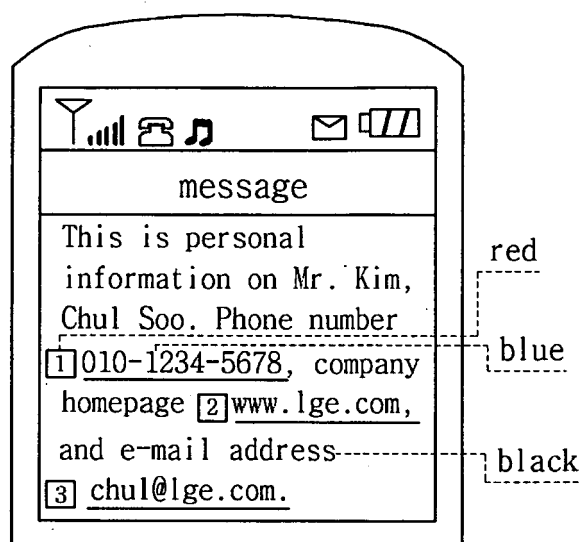 message
This is personal
information on Mr. Kim,
Chul Soo. Phone number
1 010-1234-5678, company
homepage 2 www.lge.com,
and e-mail address
3 chul@lge.com.
red
blue
black